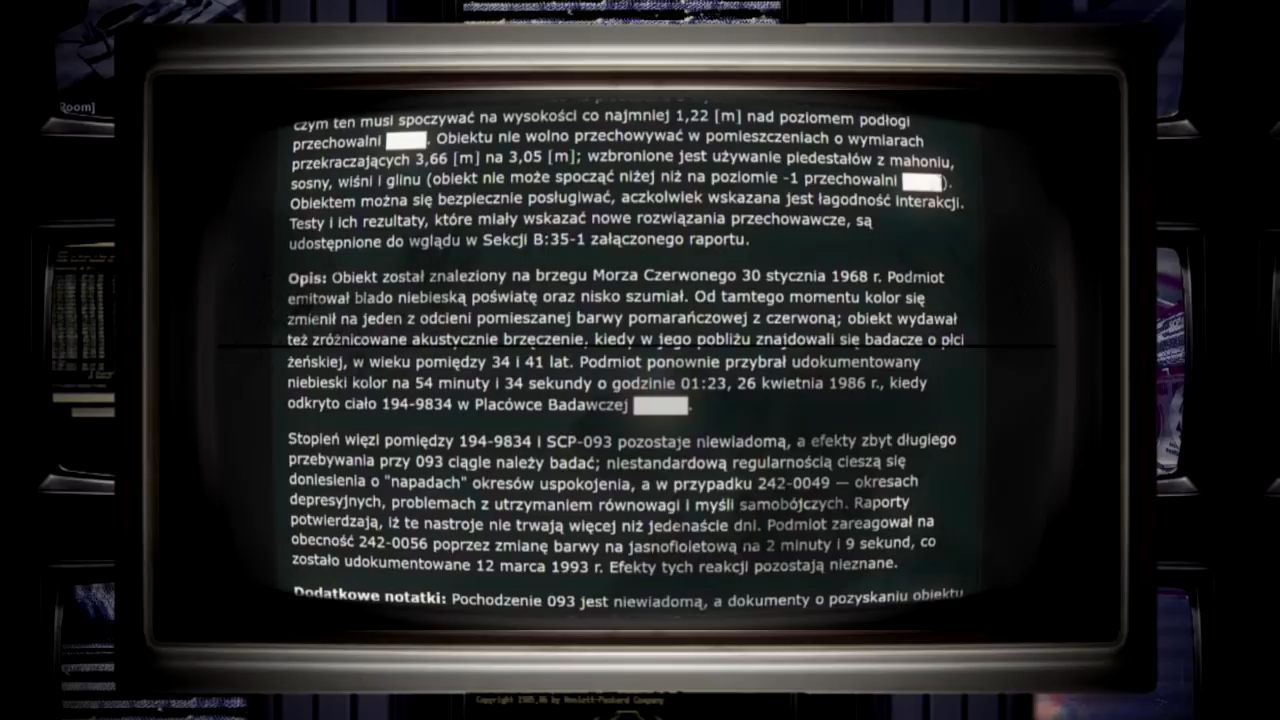 Room]
czym ten musi spoczywać na wysokości co najmniej 1,22 [m] nad poziomem podłogi
przechowalni . Obiektu nie wolno przechowywać w pomieszczeniach o wymiarach
przekraczających 3,66 [m] na 3,05 [m]; wzbronione jest używanie piedestałów z mahoniu,
sosny, wiśni i glinu (obiekt nie może spocząć niżej niż na poziomie -1 przechowalni ).
Obiektem można się bezpiecznie posługiwać, aczkolwiek wskazana jest łagodność interakcji.
Testy i ich rezultaty, które miały wskazać nowe rozwiązania przechowawcze, są
udostępnione do wglądu w Sekcji B:35-1 załączonego raportu.
Opis: Obiekt został znaleziony na brzegu Morza Czerwonego 30 stycznia 1968 r. Podmiot
emitował blado niebieską poświatę oraz nisko szumiał. Od tamtego momentu kolor się
zmienił na jeden z odcieni pomieszanej barwy pomarańczowej z czerwoną; obiekt wydawał
też zróżnicowane akustycznie brzęczenie, kiedy w jego pobliżu znajdowali się badacze o płci
żeńskiej, w wieku pomiędzy 34 i 41 lat. Podmiot ponownie przybrał udokumentowany
niebieski kolor na 54 minuty i 34 sekundy o godzinie 01:23, 26 kwietnia 1986 r., kiedy
odkryto ciało 194-9834 w Placówce Badawczej .
Stopień więzi pomiędzy 194-9834 i SCP-093 pozostaje niewiadomą, a efekty zbyt długiego
przebywania przy 093 ciągle należy badać; niestandardową regularnością cieszą się
doniesienia o "napadach" okresów uspokojenia, a w przypadku 242-0049 — okresach
depresyjnych, problemach z utrzymaniem równowagi i myśli samobójczych. Raporty
potwierdzają, iż te nastroje nie trwają więcej niż jedenaście dni. Podmiot zareagował na
obecność 242-0056 poprzez zmianę barwy na jasnofioletową na 2 minuty i 9 sekund, co
zostało udokumentowane 12 marca 1993 r. Efekty tych reakcji pozostają nieznane.
Dodatkowe notatki: Pochodzenie 093 jest niewiadomą, a dokumenty o pozyskaniu obiektu
Copyright 1985,86 by Hewlett-Packard Company